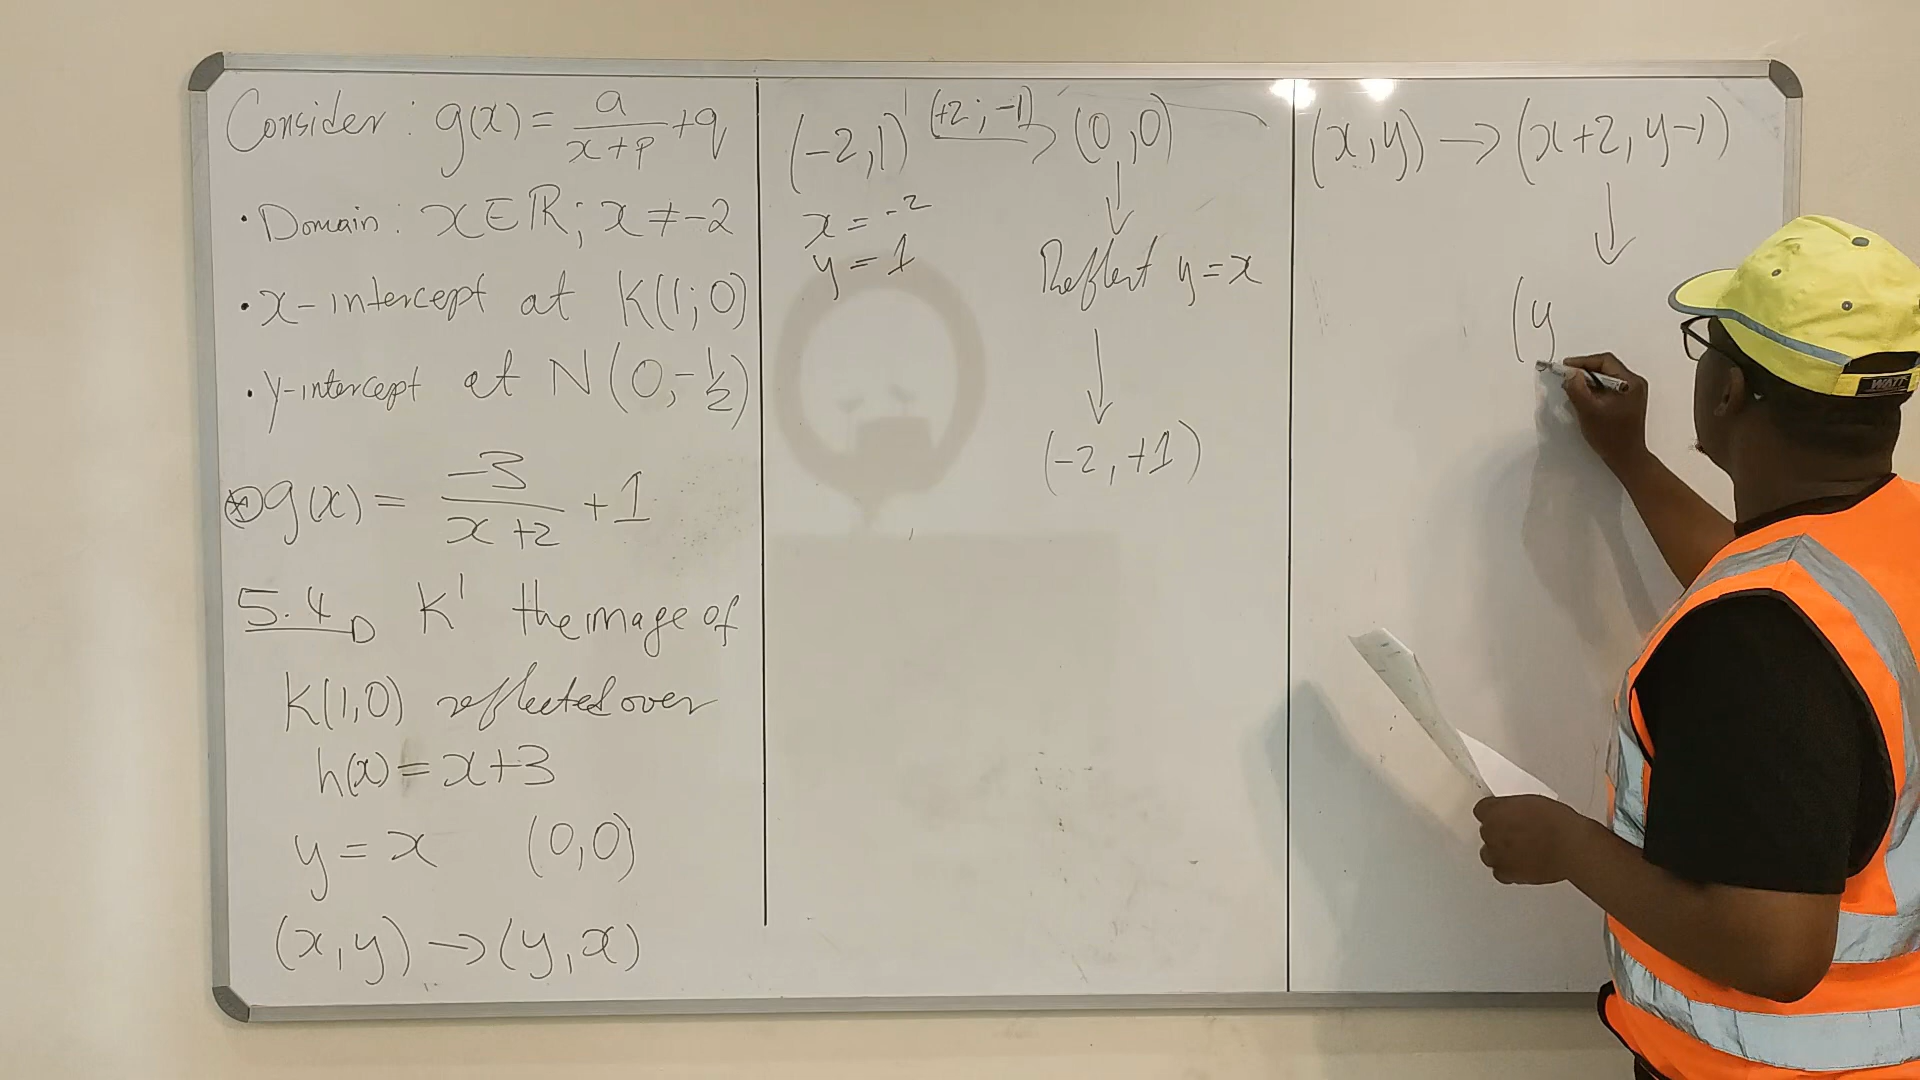 Consider: g(x) = a/(x+p) + q
• Domain: x∈ℝ; x ≠ -2
• x-intercept at K(1;0)
• y-intercept at N(0,-1/2)
⊛ g(x) = -3/(x+2) + 1
5.4 K' the image of
K(1,0) reflected over
h(x) = x+3
y = x (0,0)
(x,y) → (y,x)
(-2,1) (+2;-1) → (0,0)
x = -2
y = 1
↓
Reflect y = x
↓
(-2,+1)
(x,y) → (x+2, y-1)
↓
(y
WATT